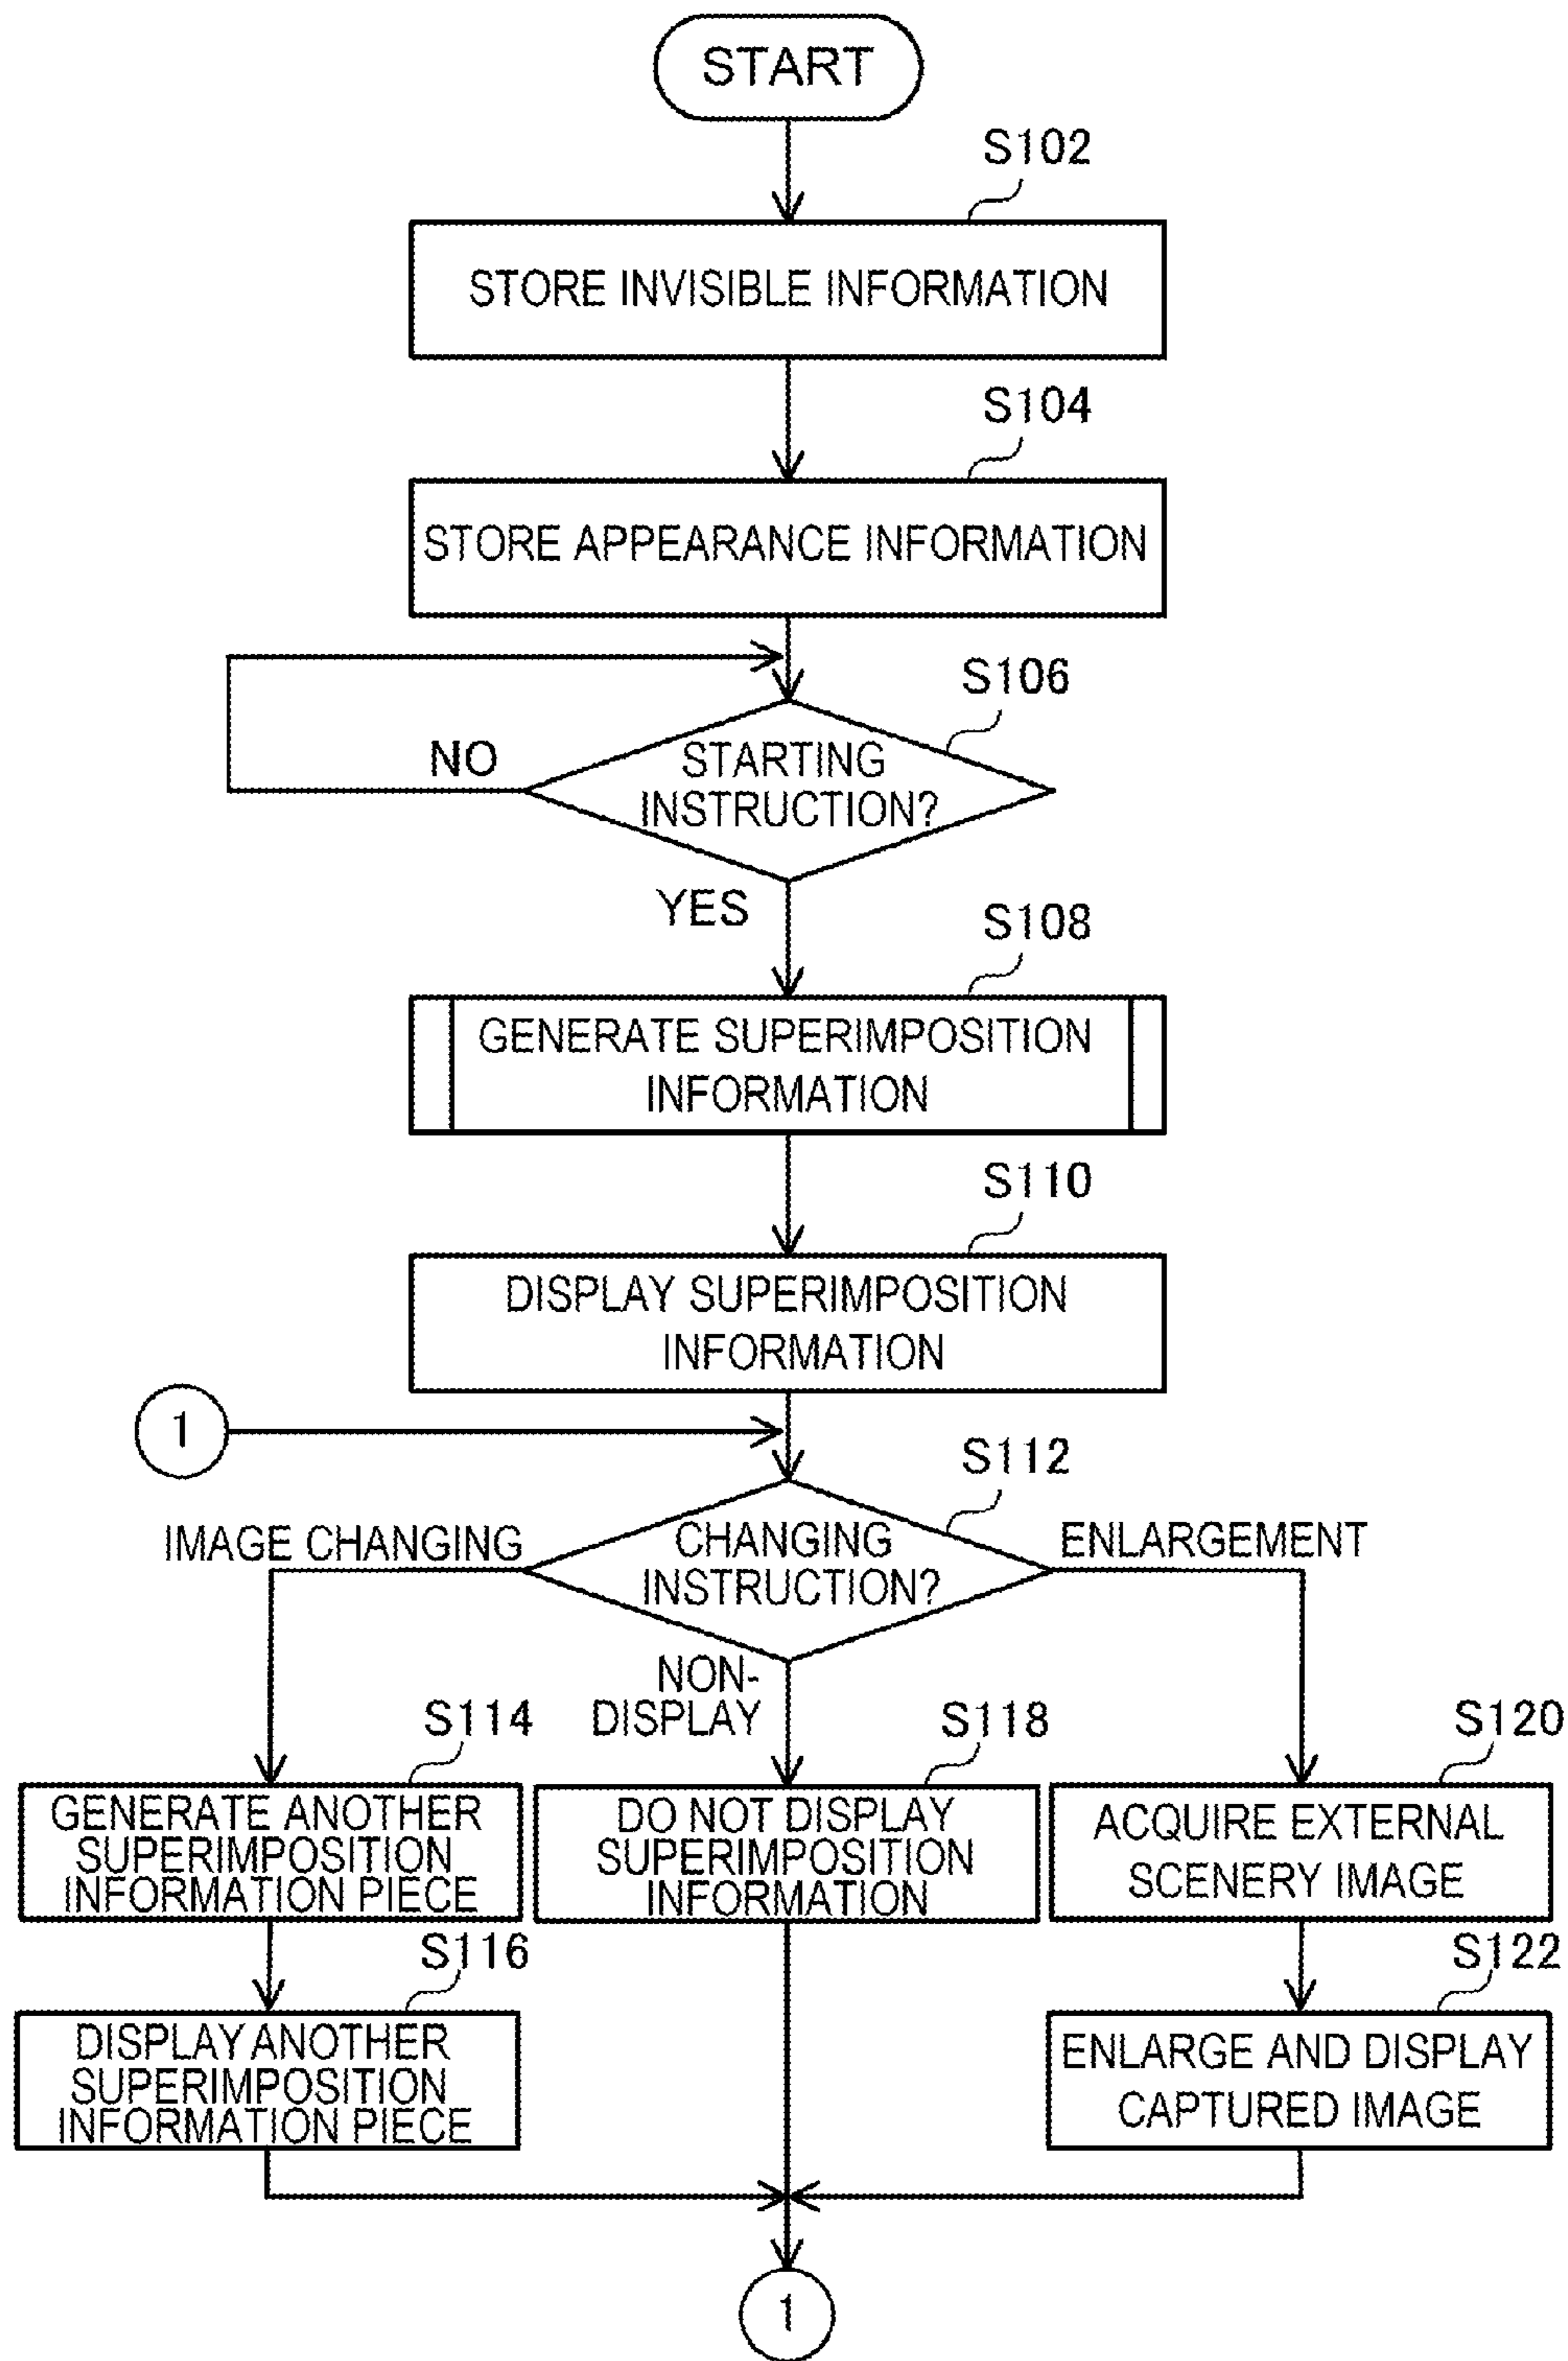 START
S102
STORE INVISIBLE INFORMATION
S104
STORE APPEARANCE INFORMATION
S106
STARTING
INSTRUCTION?
NO
YES
S108
GENERATE SUPERIMPOSITION
INFORMATION
S110
DISPLAY SUPERIMPOSITION
INFORMATION
1
S112
CHANGING
INSTRUCTION?
IMAGE CHANGING
ENLARGEMENT
NON-
DISPLAY
S114
GENERATE ANOTHER
SUPERIMPOSITION
INFORMATION PIECE
S118
DO NOT DISPLAY
SUPERIMPOSITION
INFORMATION
S120
ACQUIRE EXTERNAL
SCENERY IMAGE
S116
DISPLAY ANOTHER
SUPERIMPOSITION
INFORMATION PIECE
S122
ENLARGE AND DISPLAY
CAPTURED IMAGE
1